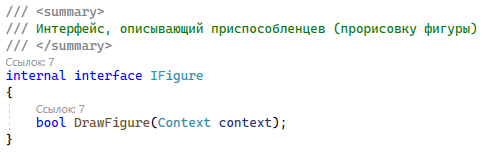 /// <summary>
/// Интерфейс, описывающий приспособленцев (прорисовку фигуры)
/// </summary>
Ссылок: 7
internal interface IFigure
{
Ссылок: 7
bool DrawFigure(Context context);
}